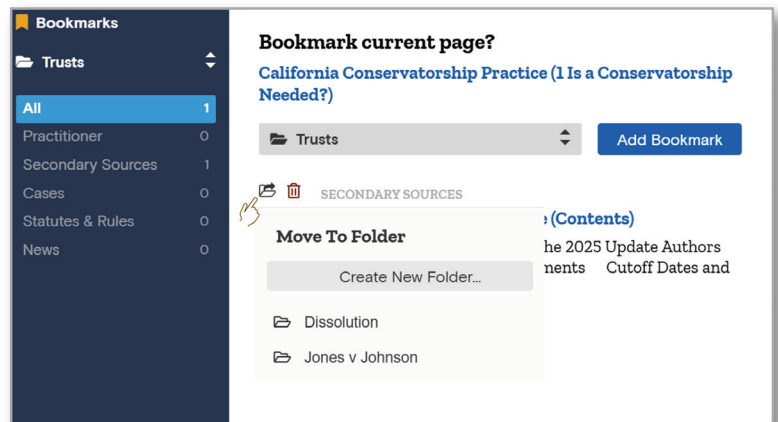 Bookmarks
Trusts
All 1
Practitioner 0
Secondary Sources 1
Cases 0
Statutes & Rules 0
News 0
Bookmark current page?
California Conservatorship Practice (1 Is a Conservatorship
Needed?)
Trusts
Add Bookmark
SECONDARY SOURCES
(Contents)
he 2025 Update Authors
ments Cutoff Dates and
Move To Folder
Create New Folder...
Dissolution
Jones v Johnson